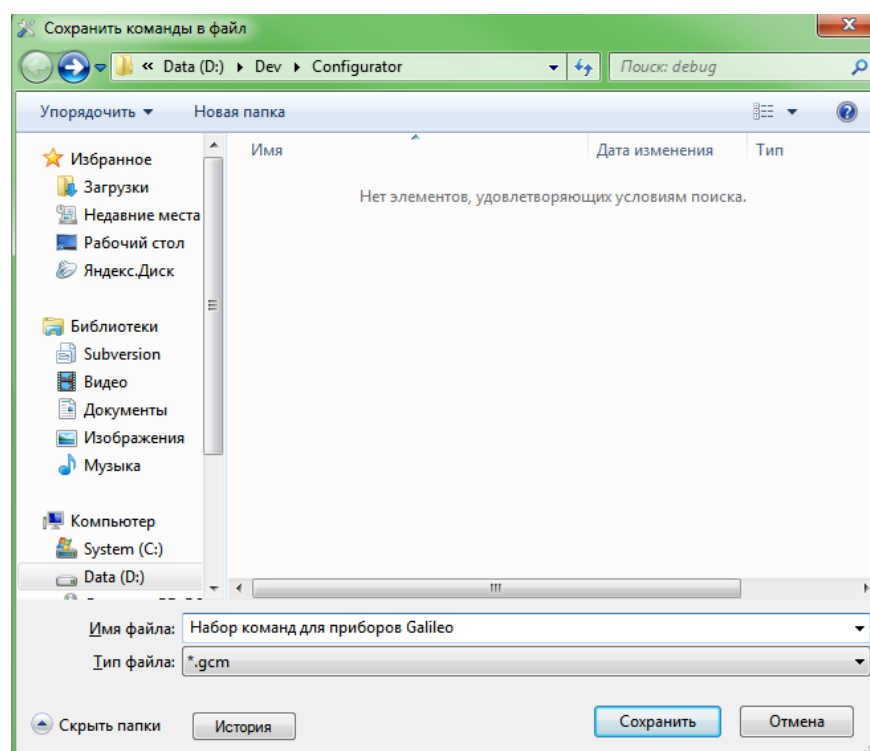 Сохранить команды в файл
« Data (D:) Dev Configurator
Поиск: debug
Упорядочить Новая папка
Имя Дата изменения Тип
Нет элементов, удовлетворяющих условиям поиска.
Избранное
Загрузки
Недавние места
Рабочий стол
Яндекс.Диск
Библиотеки
Subversion
Видео
Документы
Изображения
Музыка
Компьютер
System (C:)
Data (D:)
Имя файла: Набор команд для приборов Galileo
Тип файла: *.gcm
Скрыть папки История Сохранить Отмена